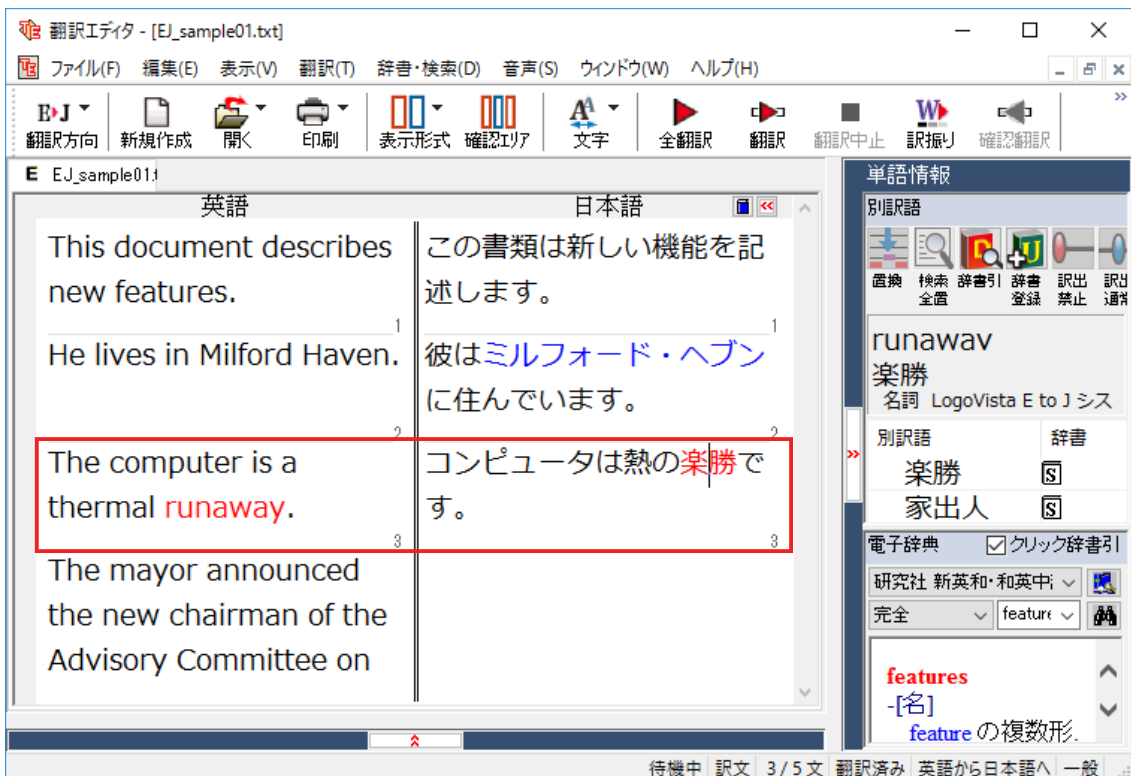 翻訳エディタ - [EJ_sample01.txt]
ファイル(F) 編集(E) 表示(V) 翻訳(T) 辞書・検索(D) 音声(S) ウィンドウ(W) ヘルプ(H)
E▸J
翻訳方向 新規作成 開く 印刷 表示形式 確認エリア 文字 全翻訳 翻訳 翻訳中止 訳振り 確認翻訳
E EJ_sample01.t
英語 日本語
This document describes
new features.
1
この書類は新しい機能を記
述します。
1
He lives in Milford Haven.
2
彼はミルフォード・ヘブン
に住んでいます。
2
The computer is a
thermal runaway.
3
コンピュータは熱の楽勝で
す。
3
The mayor announced
the new chairman of the
Advisory Committee on
単語情報
別訳語
置換 検索全置 辞書引 辞書登録 訳出禁止 訳出通常
runaway
楽勝
名詞 LogoVista E to J シス
別訳語 辞書
楽勝 S
家出人 S
電子辞典 クリック辞書引
研究社 新英和・和英中
完全 feature
features
-[名]
feature の複数形.
待機中 訳文 3/5文 翻訳済み 英語から日本語へ 一般